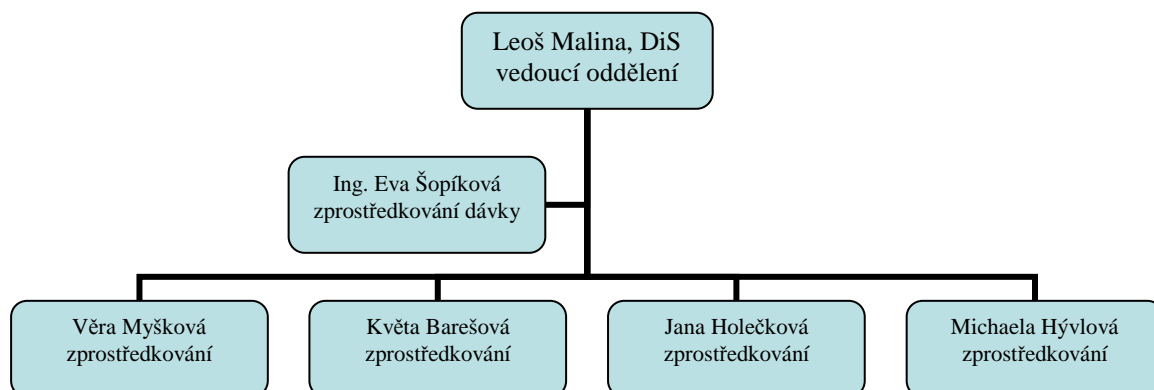 Leoš Malina, DiS
vedoucí oddělení
Ing. Eva Šopíková
zprostředkování dávky
Věra Myšková
zprostředkování
Květa Barešová
zprostředkování
Jana Holečková
zprostředkování
Michaela Hývlová
zprostředkování